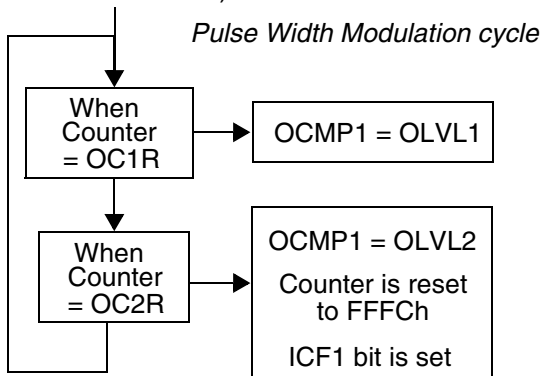 Pulse Width Modulation cycle
When
Counter
= OC1R
OCMP1 = OLVL1
When
Counter
= OC2R
OCMP1 = OLVL2
Counter is reset
to FFFCh
ICF1 bit is set